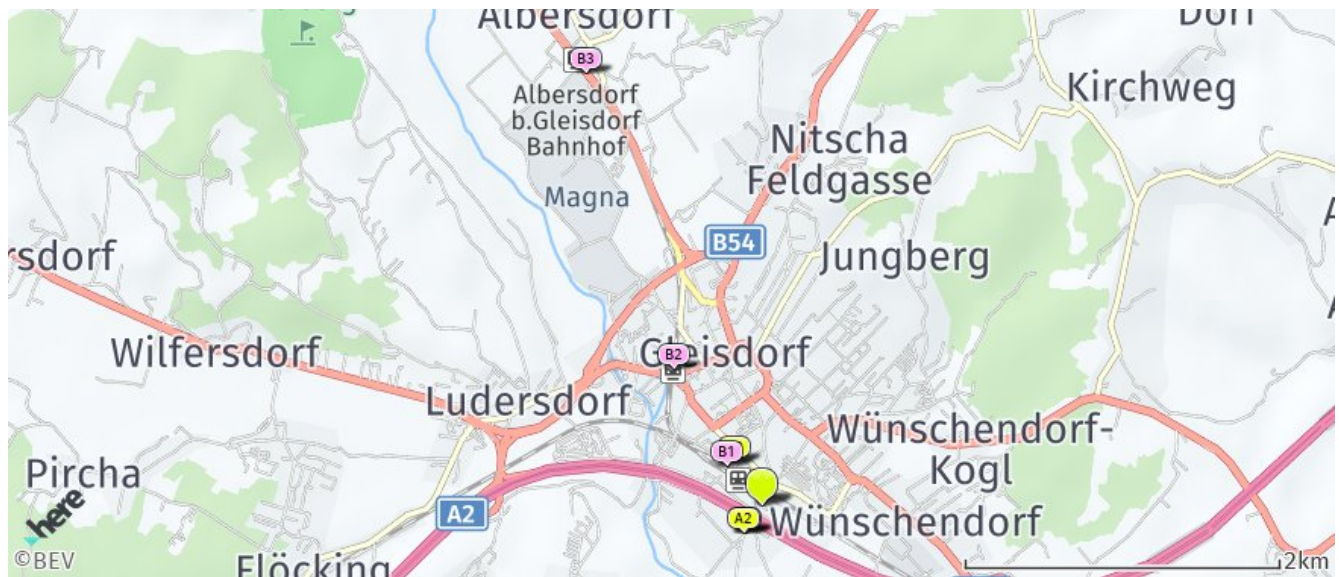 Albersdorf
Dorf
B3
Kirchweg
Albersdorf
b.Gleisdorf
Bahnhof
Nitscha
Feldgasse
Magna
B54
rsdorf
Jungberg
Wilfersdorf
B2
Gleisdorf
Ludersdorf
Wünschendorf-
Kogl
B1
Pircha
A2
A2
Wünschendorf
here
©BEV
Flöcking
2km